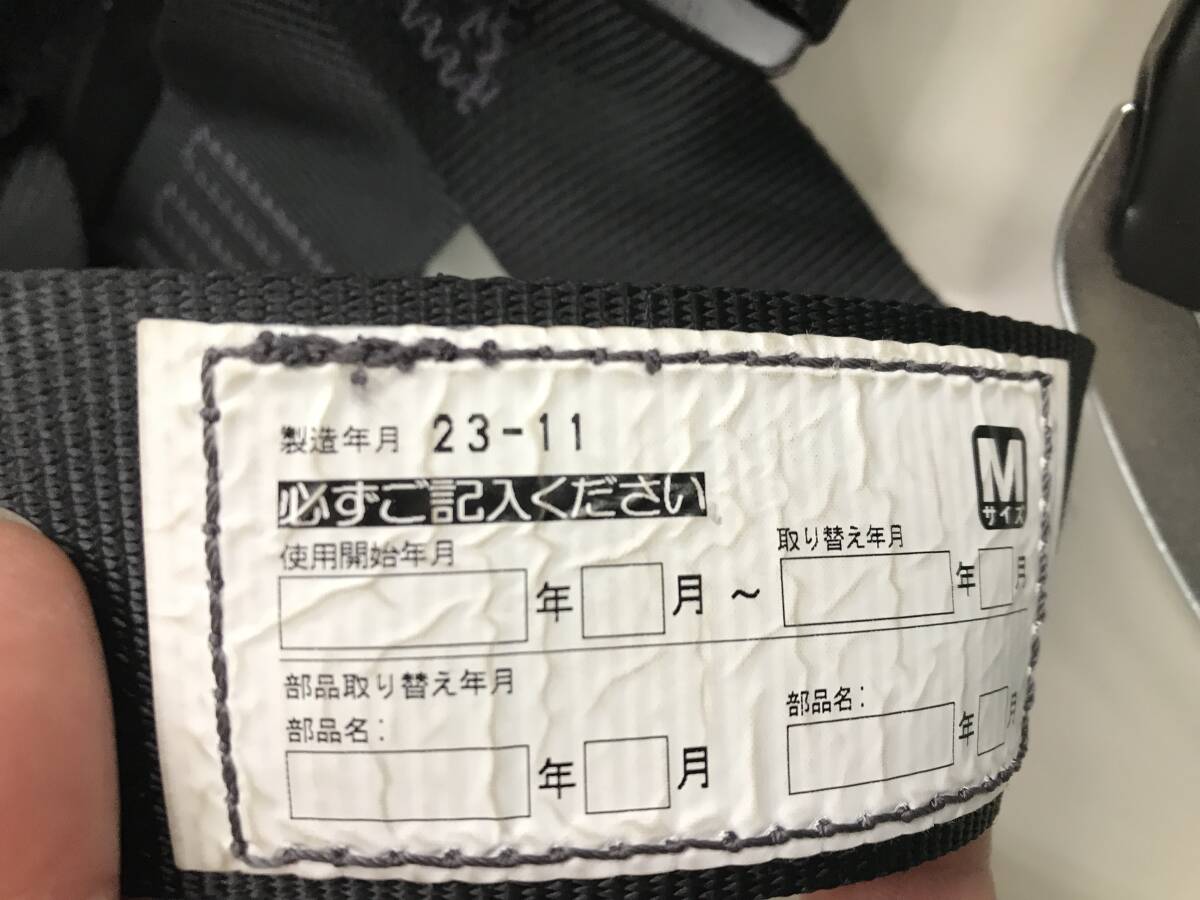 製造年月 23-11
必ずご記入ください
M
サイズ
使用開始年月 取り替え年月
年 月 ~ 年 月
部品取り替え年月
部品名: 部品名:
年 月 年 月